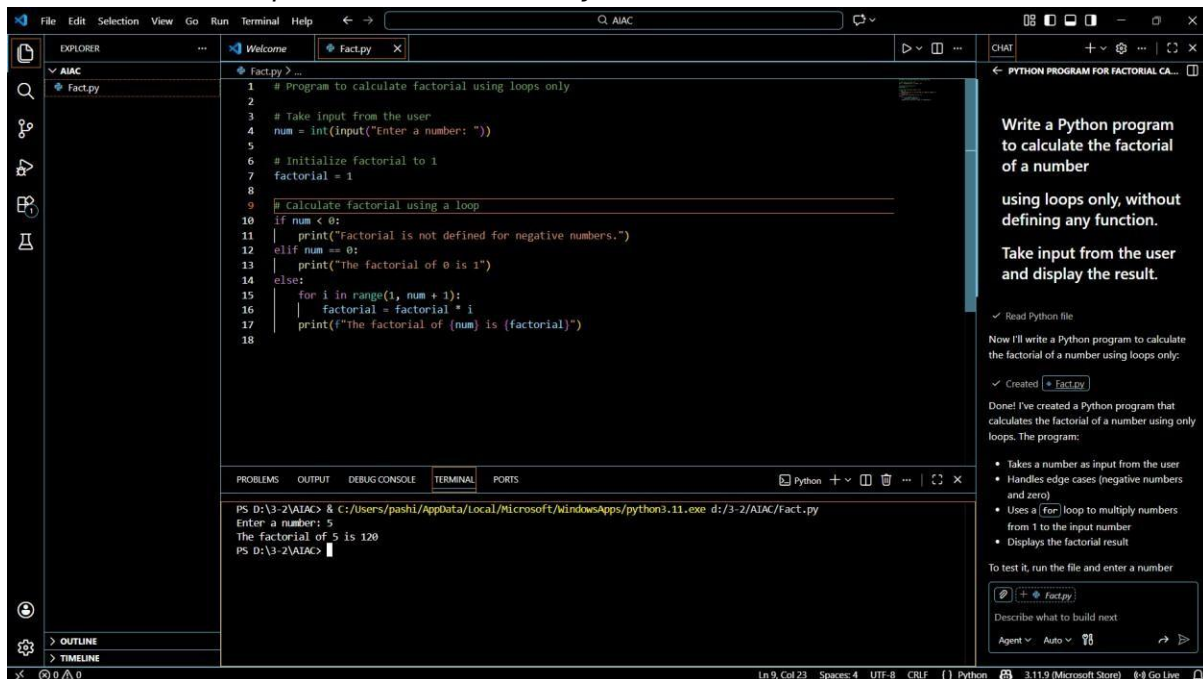 File Edit Selection View Go Run Terminal Help
AIAC
EXPLORER
AIAC
Fact.py
OUTLINE
TIMELINE
Welcome
Fact.py
Fact.py > ...
1 # Program to calculate factorial using loops only
2
3 # Take input from the user
4 num = int(input("Enter a number: "))
5
6 # Initialize factorial to 1
7 factorial = 1
8
9 # Calculate factorial using a loop
10 if num < 0:
11 print("Factorial is not defined for negative numbers.")
12 elif num == 0:
13 print("The factorial of 0 is 1")
14 else:
15 for i in range(1, num + 1):
16 factorial = factorial * i
17 print(f"The factorial of {num} is {factorial}")
18
PROBLEMS OUTPUT DEBUG CONSOLE TERMINAL PORTS
Python
PS D:\3-2\AIAC> & C:/Users/pashi/AppData/Local/Microsoft/WindowsApps/python3.11.exe d:/3-2/AIAC/Fact.py
Enter a number: 5
The factorial of 5 is 120
PS D:\3-2\AIAC>
CHAT
PYTHON PROGRAM FOR FACTORIAL CA...
Write a Python program
to calculate the factorial
of a number
using loops only, without
defining any function.
Take input from the user
and display the result.
Read Python file
Now I'll write a Python program to calculate
the factorial of a number using loops only:
Created Fact.py
Done! I've created a Python program that
calculates the factorial of a number using only
loops. The program:
• Takes a number as input from the user
• Handles edge cases (negative numbers
and zero)
• Uses a for loop to multiply numbers
from 1 to the input number
• Displays the factorial result
To test it, run the file and enter a number
Fact.py
Describe what to build next
Agent Auto
0 0 Ln 9, Col 23 Spaces: 4 UTF-8 CRLF {} Python 3.11.9 (Microsoft Store) Go Live